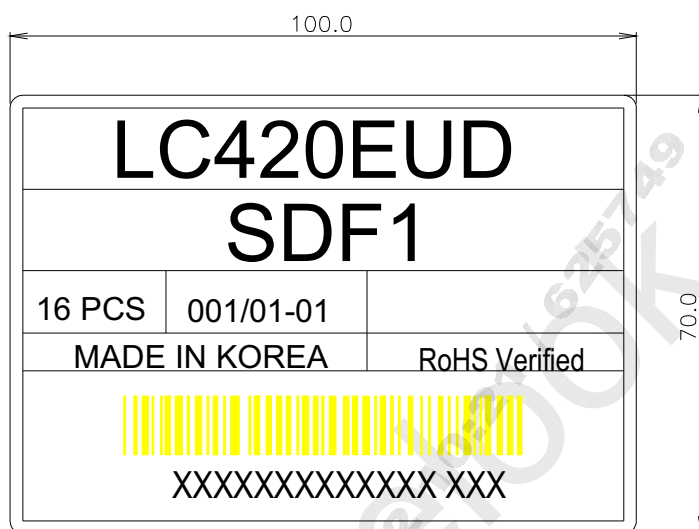 100.0
LC420EUD
SDF1
16 PCS 001/01-01
70.0
MADE IN KOREA RoHS Verified
XXXXXXXXXXXXX XXX